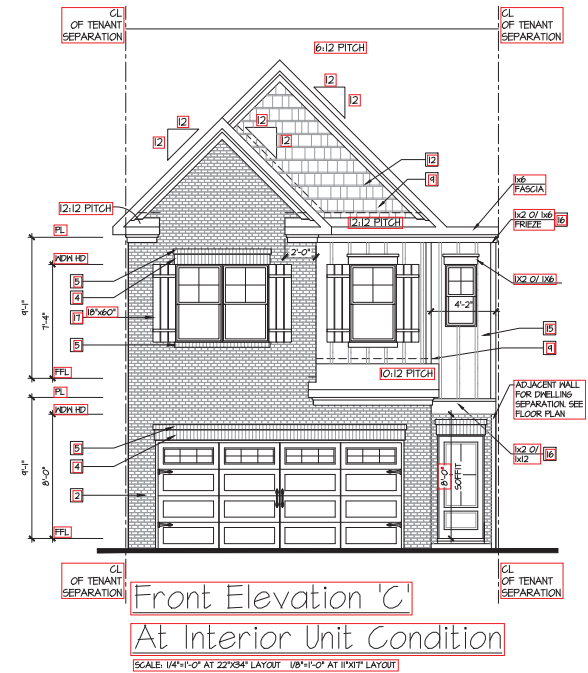 CL
OF TENANT
SEPARATION
CL
OF TENANT
SEPARATION
6:12 PITCH
12
12
12
12
12
12
12
9
1x6
FASCIA
12:12 PITCH
12:12 PITCH
1x2 O/ 1x6
FRIEZE
16
PL
WDW HD
2'-0"
5
4
1X2 O/ 1X6
4'-2"
17
18"x60"
9'-1"
7'-4"
15
5
9
FFL
10:12 PITCH
PL
WDW HD
ADJACENT WALL
FOR DWELLING
SEPARATION. SEE
FLOOR PLAN
5
4
1x2 O/
1x12
16
9'-1"
8'-0"
8'-0"
SOFFIT
2
FFL
CL
OF TENANT
SEPARATION
CL
OF TENANT
SEPARATION
Front Elevation 'C'
At Interior Unit Condition
SCALE: 1/4"=1'-0" AT 22"X34" LAYOUT 1/8"=1'-0" AT 11"X17" LAYOUT